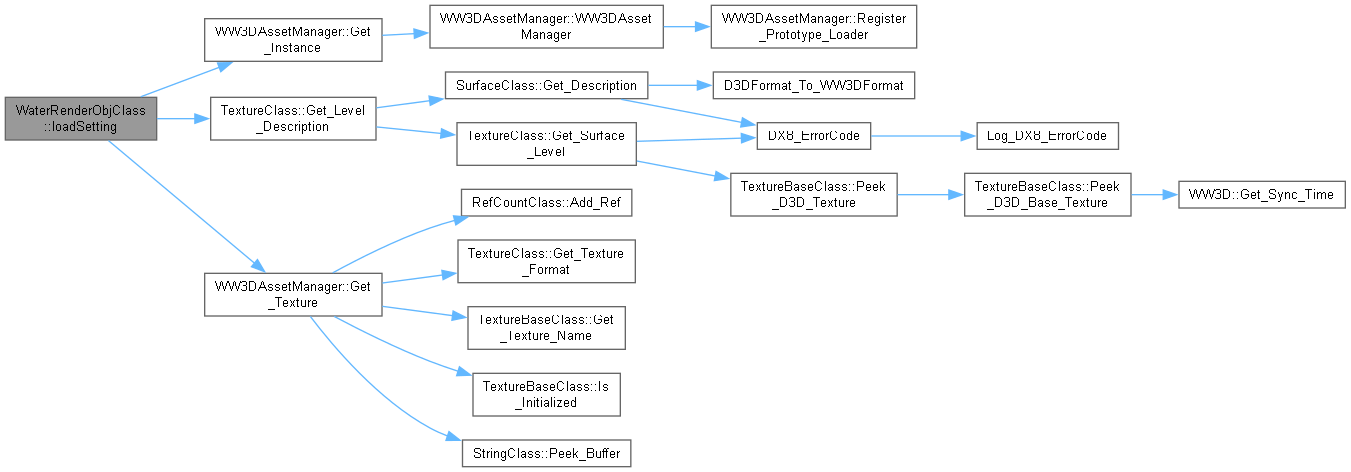 WW3DAssetManager::Get
_Instance
WW3DAssetManager::WW3DAsset
Manager
WW3DAssetManager::Register
_Prototype_Loader
WaterRenderObjClass
::loadSetting
TextureClass::Get_Level
_Description
SurfaceClass::Get_Description
D3DFormat_To_WW3DFormat
TextureClass::Get_Surface
_Level
DX8_ErrorCode
Log_DX8_ErrorCode
TextureBaseClass::Peek
_D3D_Texture
TextureBaseClass::Peek
_D3D_Base_Texture
WW3D::Get_Sync_Time
WW3DAssetManager::Get
_Texture
RefCountClass::Add_Ref
TextureClass::Get_Texture
_Format
TextureBaseClass::Get
_Texture_Name
TextureBaseClass::Is
_Initialized
StringClass::Peek_Buffer